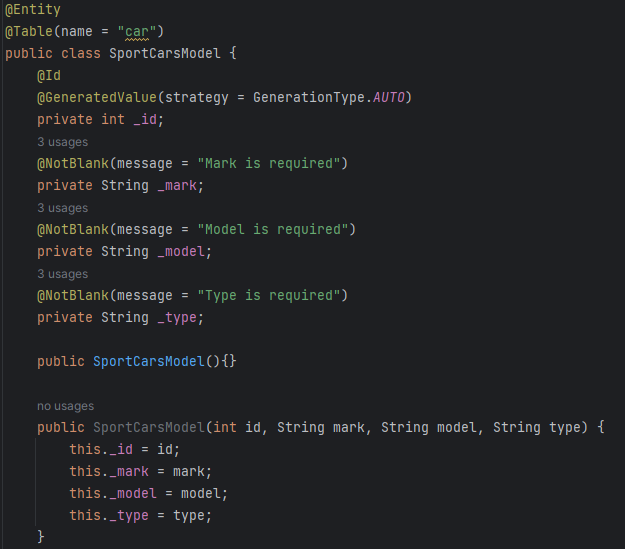 @Entity
@Table(name = "car")
public class SportCarsModel {
    @Id
    @GeneratedValue(strategy = GenerationType.AUTO)
    private int _id;
    3 usages
    @NotBlank(message = "Mark is required")
    private String _mark;
    3 usages
    @NotBlank(message = "Model is required")
    private String _model;
    3 usages
    @NotBlank(message = "Type is required")
    private String _type;
    public SportCarsModel(){}
    no usages
    public SportCarsModel(int id, String mark, String model, String type) {
        this._id = id;
        this._mark = mark;
        this._model = model;
        this._type = type;
    }